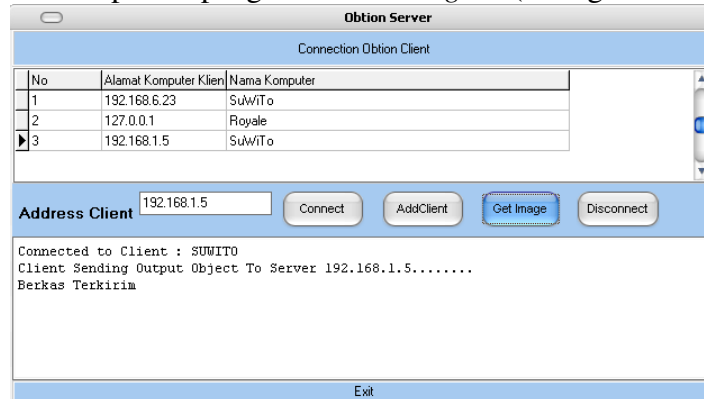 Obtion Server
Connection Obtion Client
No Alamat Komputer Klien Nama Komputer
1 192.168.6.23 SuWiTo
2 127.0.0.1 Royale
3 192.168.1.5 SuWiTo
Address Client 192.168.1.5 Connect AddClient Get Image Disconnect
Connected to Client : SUWITO
Client Sending Output Object To Server 192.168.1.5........
Berkas Terkirim
Exit